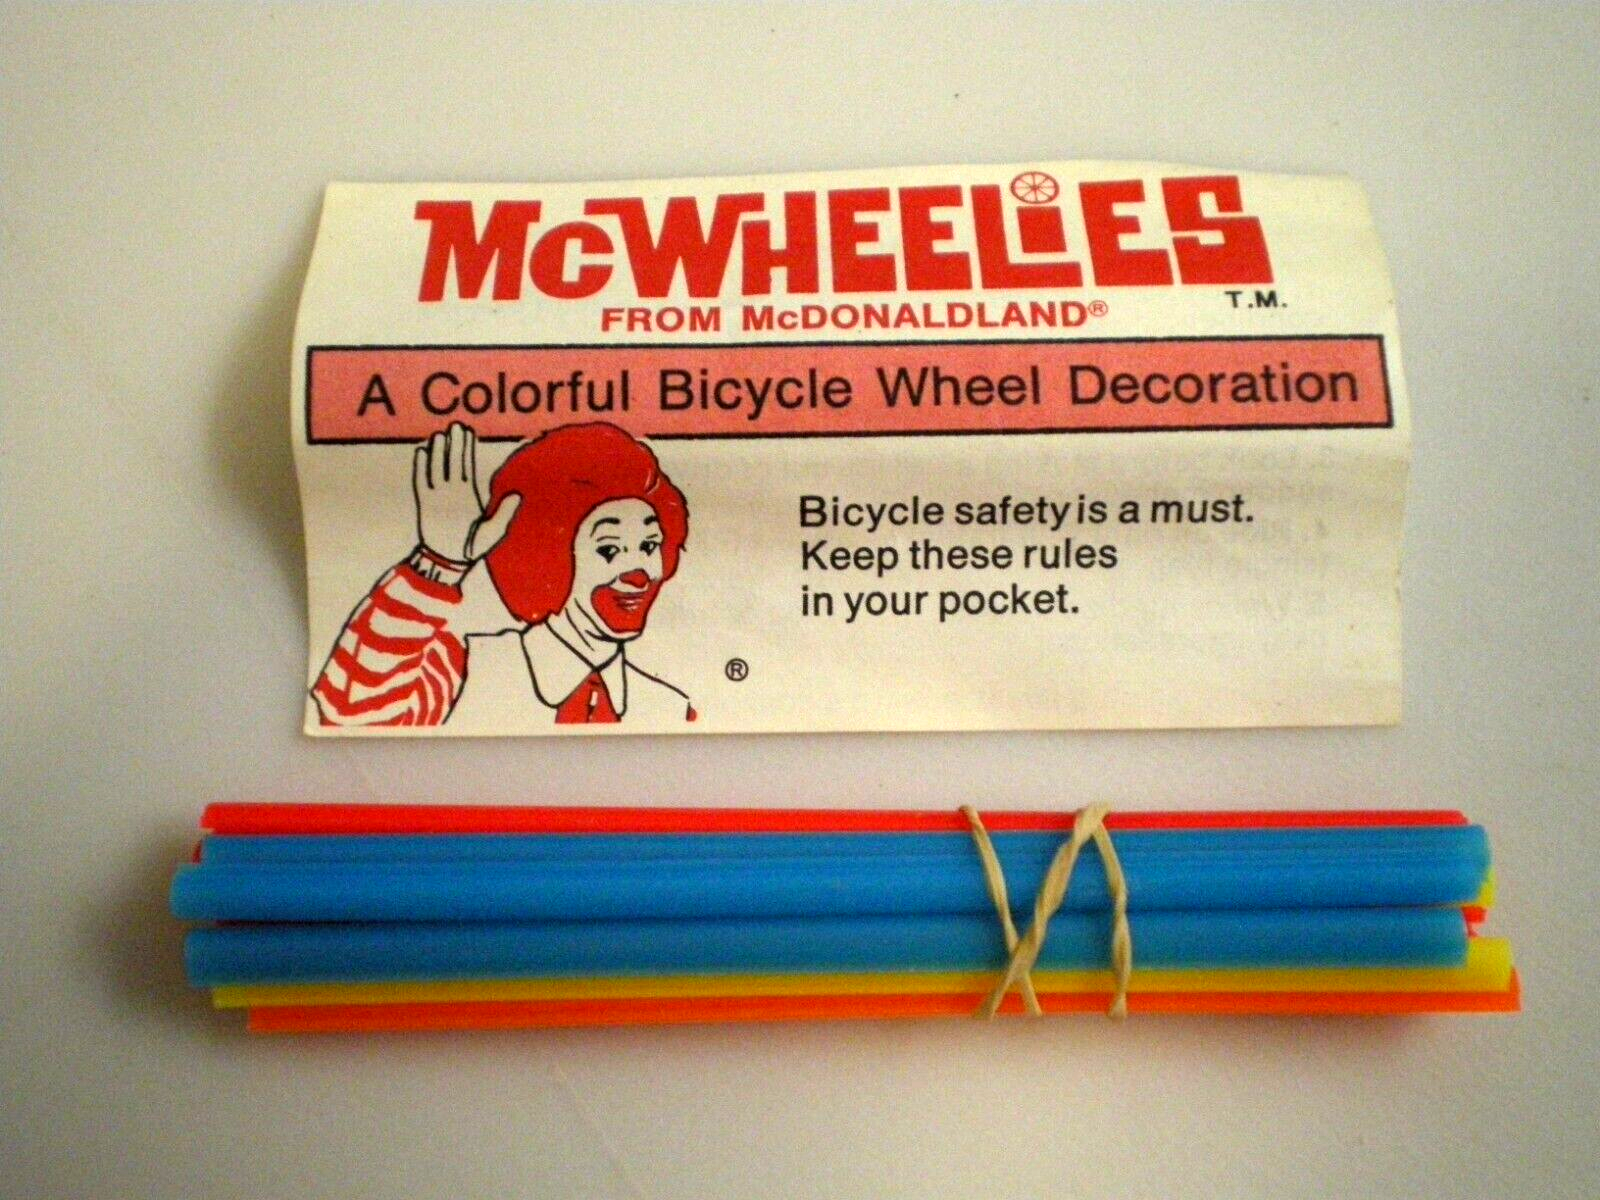 McWHEELiES
T.M.
FROM McDONALDLAND®
A Colorful Bicycle Wheel Decoration
Bicycle safety is a must.
Keep these rules
in your pocket.
®